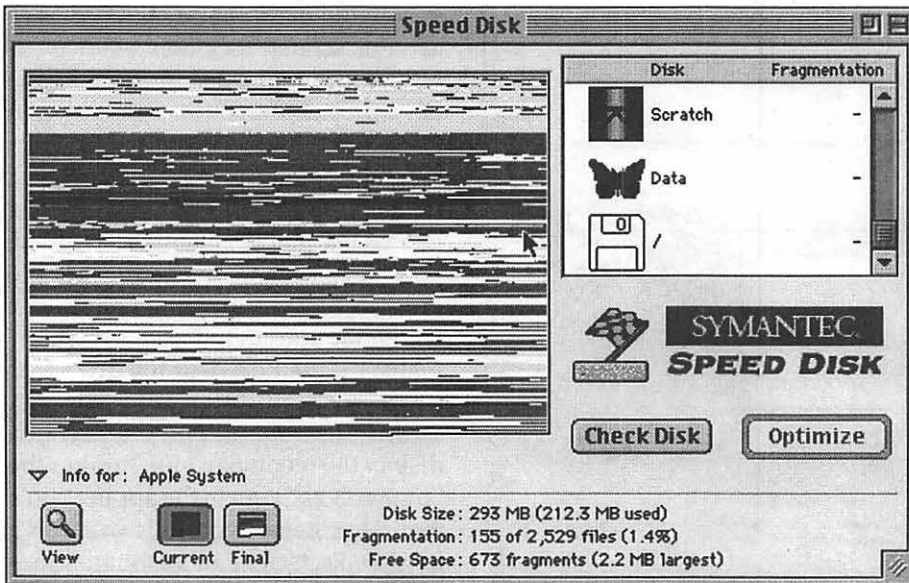 Speed Disk
Disk Fragmentation
Scratch -
Data -
/ -
SYMANTEC.
SPEED DISK
Check Disk Optimize
Info for: Apple System
View Current Final
Disk Size: 293 MB (212.3 MB used)
Fragmentation: 155 of 2,529 files (1.4%)
Free Space: 673 fragments (2.2 MB largest)